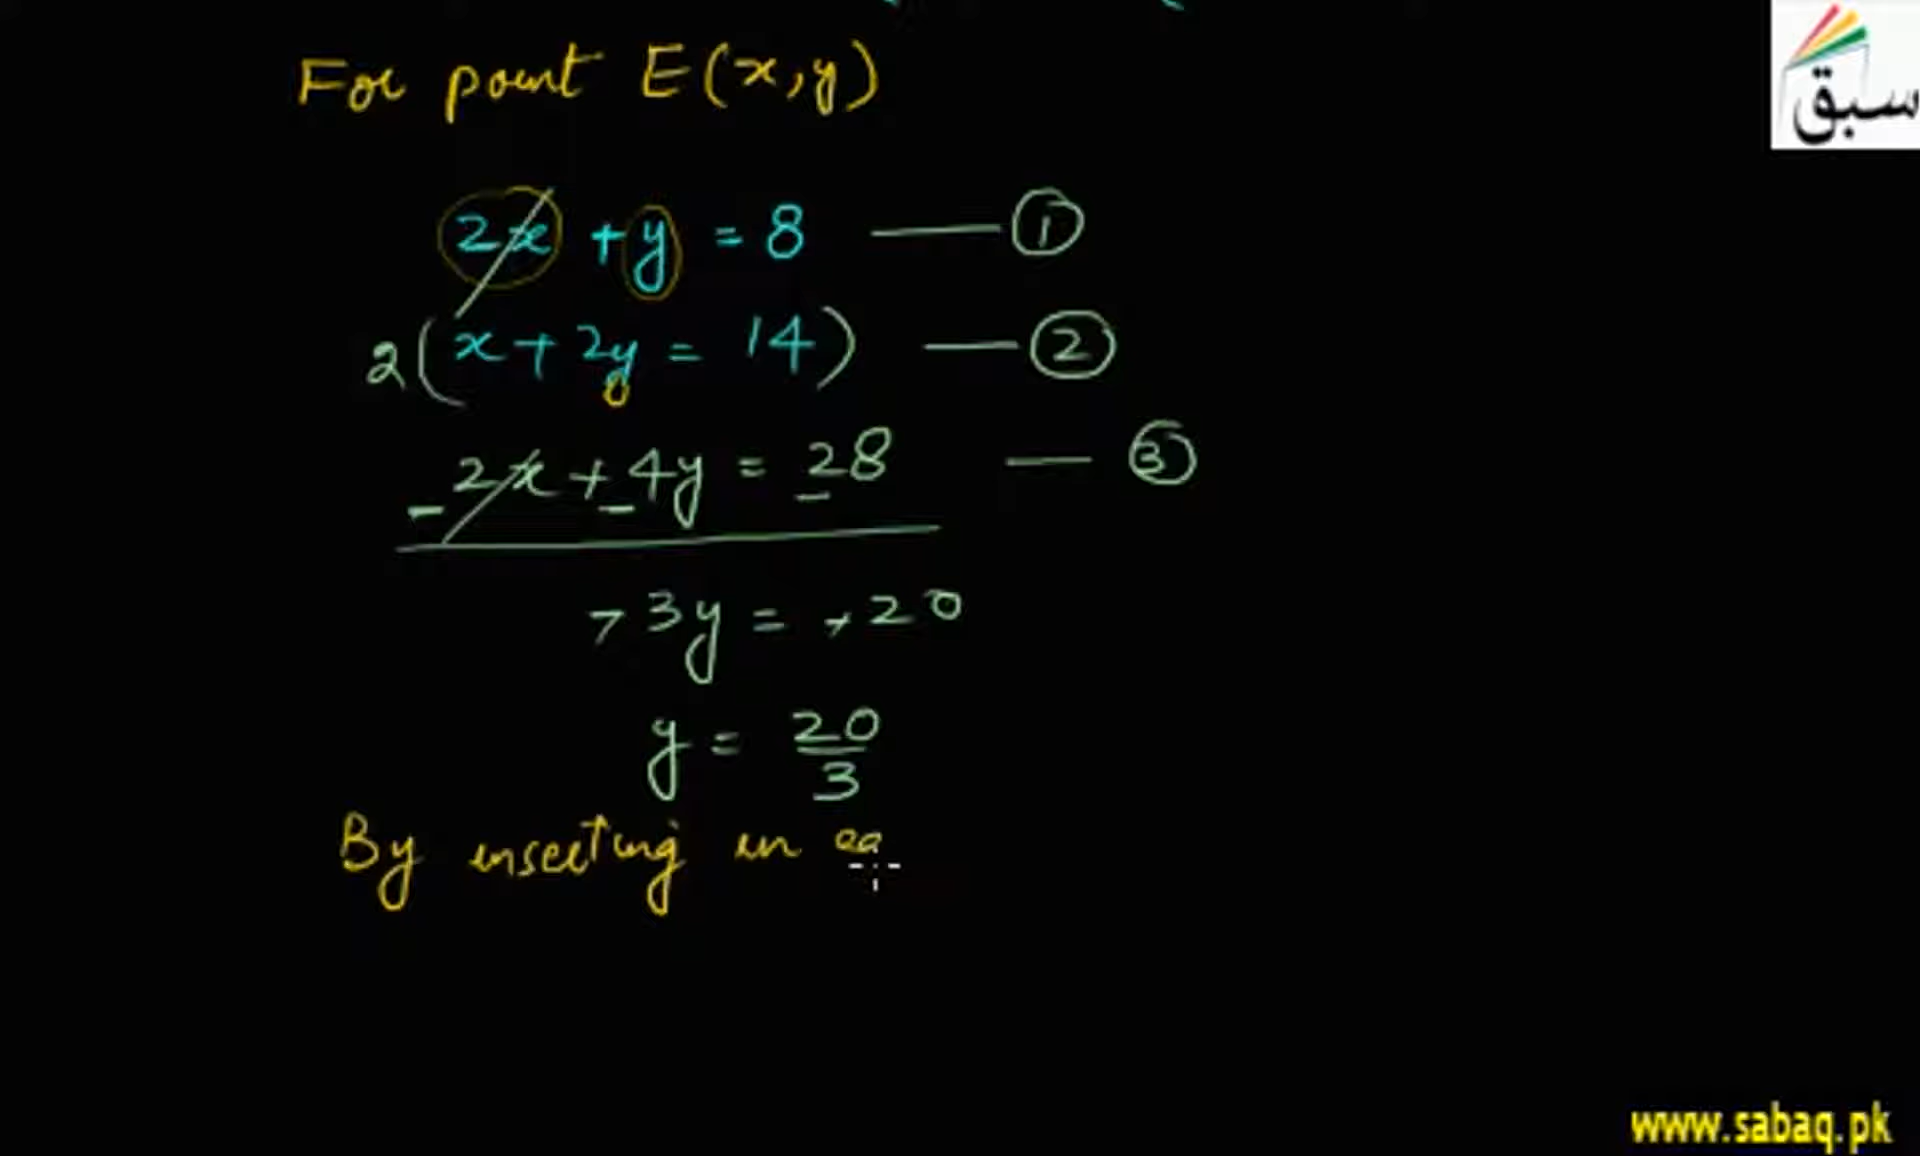 For point E(x,y)
سبق
2x + y = 8 —— ①
2(x + 2y = 14) — ②
2x + 4y = 28 — ③
- - -
-3y = -20
y = 20/3
By inserting in eq
www.sabaq.pk